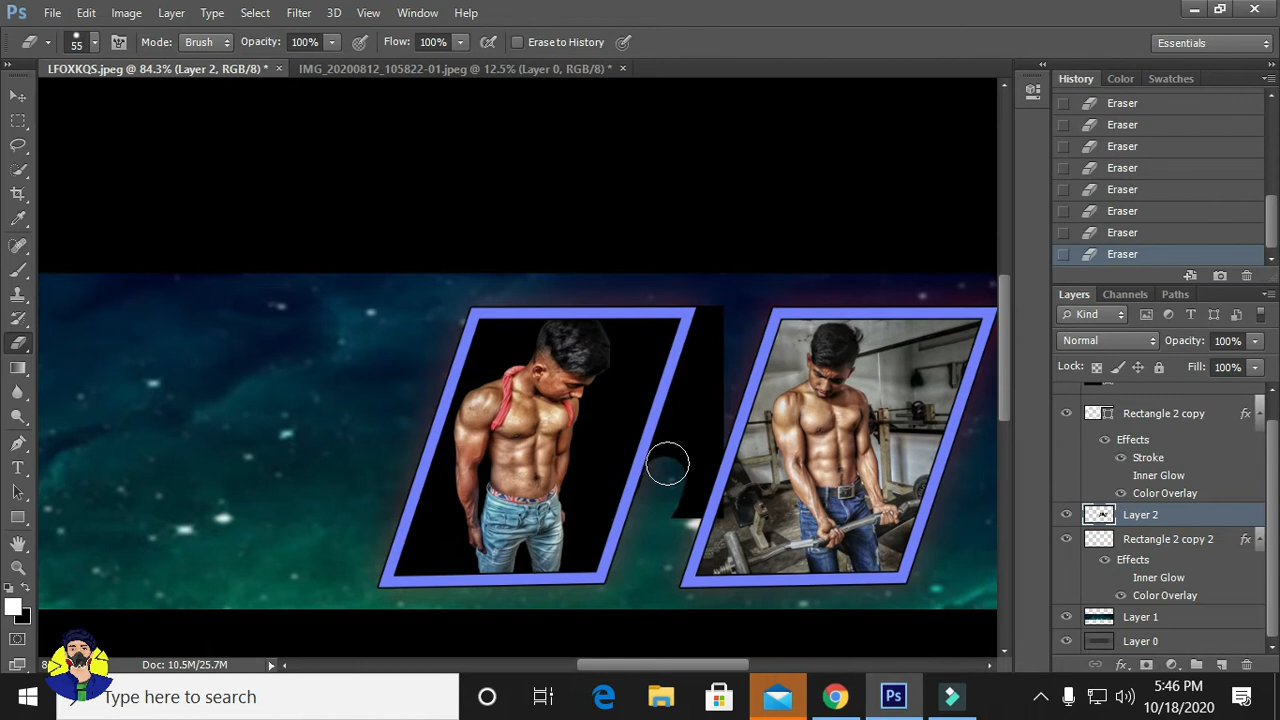 Ps File Edit Image Layer Type Select Filter 3D View Window Help
55 Mode: Brush Opacity: 100% Flow: 100% Erase to History Essentials
LFOXKQS.jpeg @ 84.3% (Layer 2, RGB/8) * × IMG_20200812_105822-01.jpeg @ 12.5% (Layer 0, RGB/8) * ×
History Color Swatches
Eraser
Eraser
Eraser
Eraser
Eraser
Eraser
Eraser
Eraser
Layers Channels Paths
Kind
Normal Opacity: 100%
Lock: Fill: 100%
Rectangle 2 copy fx
Effects
Stroke
Inner Glow
Color Overlay
Layer 2
Rectangle 2 copy 2 fx
Effects
Inner Glow
Color Overlay
Layer 1
Layer 0
8 Doc: 10.5M/25.7M
Type here to search
Ps
5:46 PM
10/18/2020